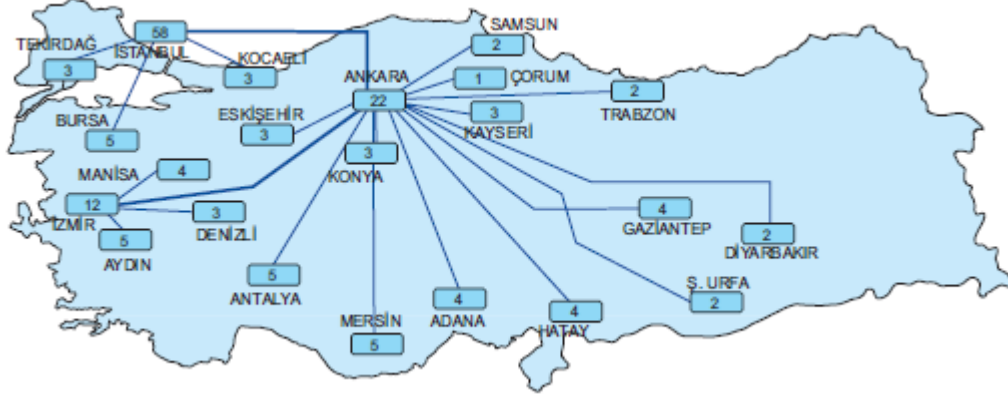 SAMSUN
2
58
İSTANBUL
TEKİRDAĞ
3
KOCAELİ
3
ANKARA
22
1
ÇORUM
2
TRABZON
3
KAYSERİ
ESKİŞEHİR
3
BURSA
5
3
KONYA
MANİSA
4
12
İZMİR
3
DENİZLİ
5
AYDIN
4
GAZİANTEP
2
DİYARBAKIR
5
ANTALYA
Ş. URFA
2
4
ADANA
4
HATAY
MERSİN
5